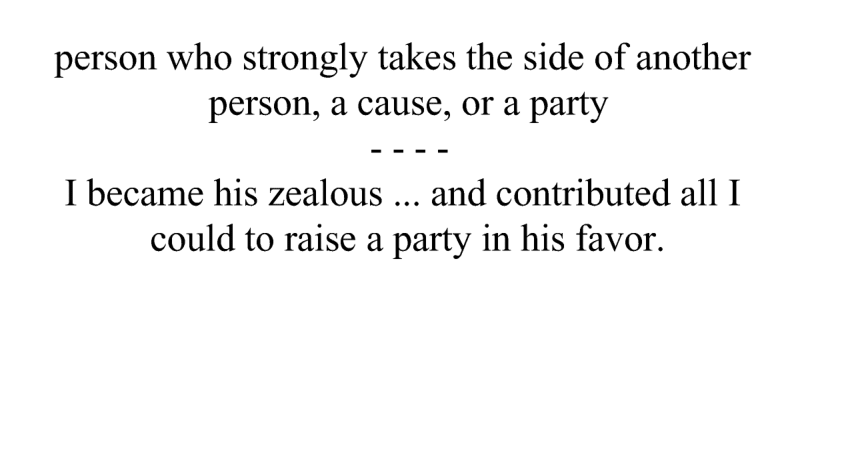 person who strongly takes the side of another
person, a cause, or a party
- - - -
I became his zealous ... and contributed all I
could to raise a party in his favor.